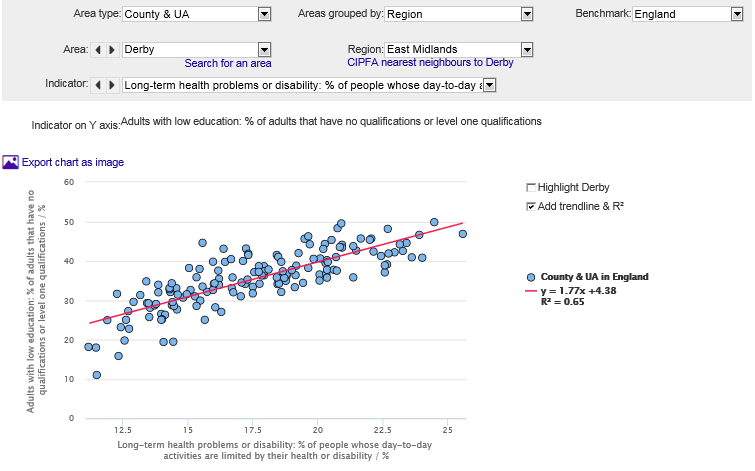 Area type: County & UA Areas grouped by: Region Benchmark: England
Area: Derby Region: East Midlands
Search for an area CIPFA nearest neighbours to Derby
Indicator: Long-term health problems or disability: % of people whose day-to-day
Indicator on Y axis: Adults with low education: % of adults that have no qualifications or level one qualifications
Export chart as image
Highlight Derby
Add trendline & R²
Adults with low education: % of adults that have no
qualifications or level one qualifications / %
60
50
40
30
20
10
0
12.5 15 17.5 20 22.5 25
Long-term health problems or disability: % of people whose day-to-day
activities are limited by their health or disability / %
County & UA in England
y = 1.77x +4.38
R² = 0.65